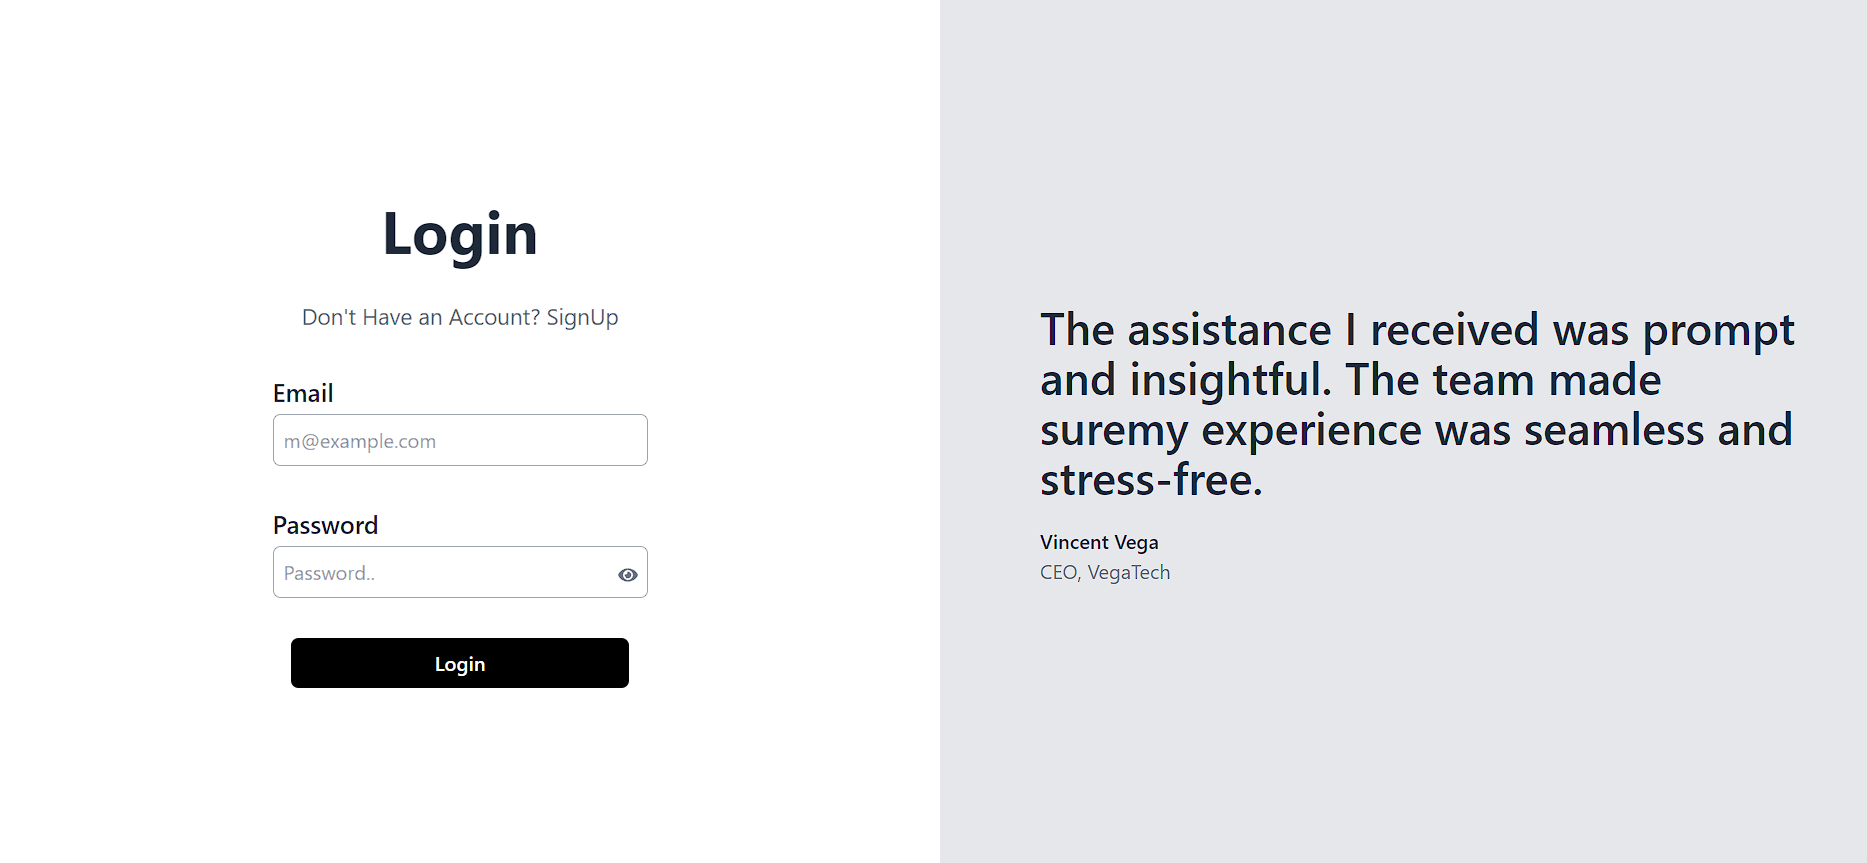 Login
Don't Have an Account? SignUp
Email
m@example.com
Password
Password..
Login
The assistance I received was prompt
and insightful. The team made
suremy experience was seamless and
stress-free.
Vincent Vega
CEO, VegaTech